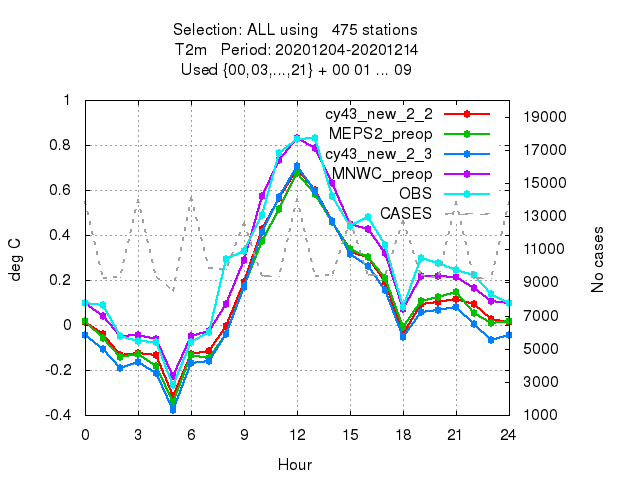 Selection: ALL using   475 stations
T2m   Period: 20201204-20201214
Used {00,03,...,21} + 00 01 ... 09
cy43_new_2_2
MEPS2_preop
cy43_new_2_3
MNWC_preop
OBS
CASES
1
0.8
0.6
0.4
0.2
0
-0.2
-0.4
deg C
19000
17000
15000
13000
11000
9000
7000
5000
3000
1000
No cases
0 3 6 9 12 15 18 21 24
Hour